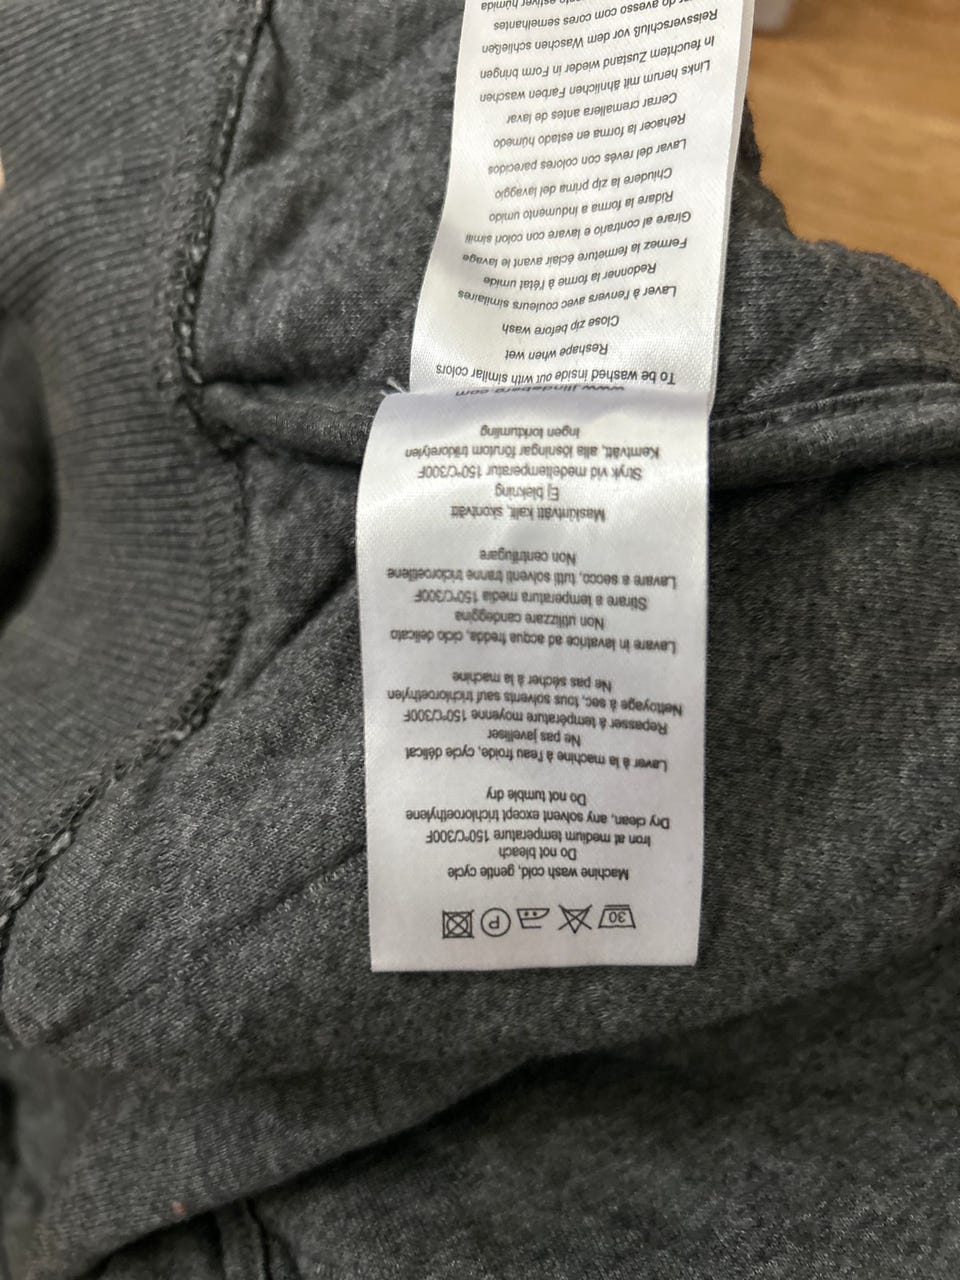 30 P
Machine wash cold, gentle cycle
Do not bleach
Iron at medium temperature 150°C/300F
Dry clean, any solvent except trichloroethylene
Do not tumble dry
Laver à la machine à l'eau froide, cycle délicat
Ne pas javelliser
Repasser à température moyenne 150°C/300F
Nettoyage à sec, tous solvents sauf trichloroethylen
Ne pas sécher à la machine
Lavare in lavatrice ad acqua fredda, ciclo delicato
Non utilizzare candeggina
Stirare a temperatura media 150°C/300F
Lavare a secco, tutti solventi tranne tricloroetilene
Non centrifugare
Maskintvätt kallt, skontvätt
Ej blekning
Stryk vid medeltemperatur 150°C/300F
Kemtvätt, alla lösningar förutom trikloretylen
Ingen torktumling
To be washed inside out with similar colors
Reshape when wet
Close zip before wash
Laver à l'envers avec couleurs similaires
Redonner la forme à l'état umide
Fermez la fermeture éclair avant le lavage
Girare al contrario e lavare con colori simili
Ridare la forma a indumento umido
Chiudere la zip prima del lavaggio
Lavar del revés con colores parecidos
Rehacer la forma en estado húmedo
Cerrar cremallera antes de lavar
Links herum mit ähnlichen Farben waschen
In feuchtem Zustand wieder in Form bringen
Reissverschluß vor dem Waschen schließen
do avesso com cores semelhantes
estiver húmida